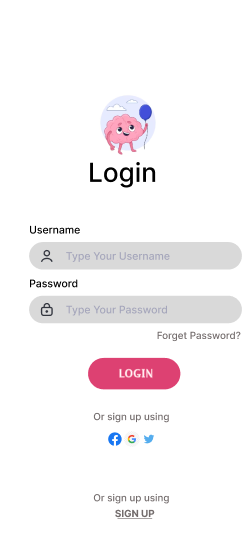 Login
Username
Type Your Username
Password
Type Your Password
Forget Password?
LOGIN
Or sign up using
Or sign up using
SIGN UP